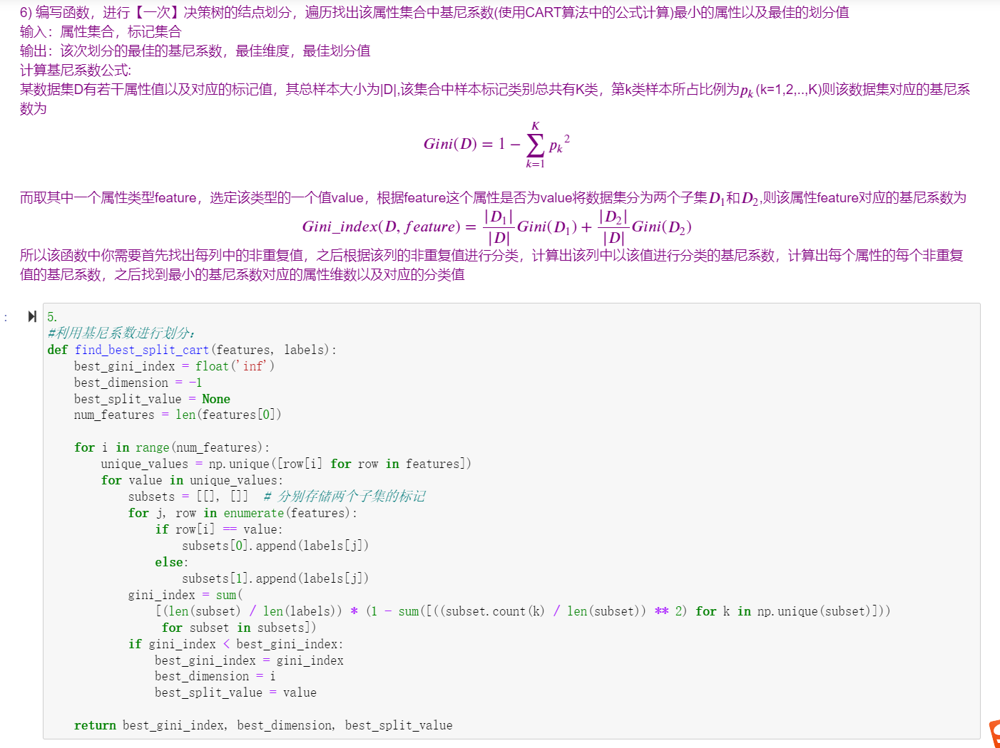 6) 编写函数，进行【一次】决策树的结点划分，遍历找出该属性集合中基尼系数(使用CART算法中的公式计算)最小的属性以及最佳的划分值
输入：属性集合，标记集合
输出：该次划分的最佳的基尼系数，最佳维度，最佳划分值
计算基尼系数公式:
某数据集D有若干属性值以及对应的标记值，其总样本大小为|D|,该集合中样本标记类别总共有K类，第k类样本所占比例为pₖ(k=1,2,..,K)则该数据集对应的基尼系
数为
Gini(D) = 1 − ∑_{k=1}^{K} pₖ²
而取其中一个属性类型feature，选定该类型的一个值value，根据feature这个属性是否为value将数据集分为两个子集D₁和D₂,则该属性feature对应的基尼系数为
Gini_index(D, feature) = |D₁|/|D| Gini(D₁) + |D₂|/|D| Gini(D₂)
所以该函数中你需要首先找出每列中的非重复值，之后根据该列的非重复值进行分类，计算出该列中以该值进行分类的基尼系数，计算出每个属性的每个非重复
值的基尼系数，之后找到最小的基尼系数对应的属性维数以及对应的分类值
:
5.
#利用基尼系数进行划分：
def find_best_split_cart(features, labels):
    best_gini_index = float('inf')
    best_dimension = -1
    best_split_value = None
    num_features = len(features[0])
    for i in range(num_features):
        unique_values = np.unique([row[i] for row in features])
        for value in unique_values:
            subsets = [[], []]  # 分别存储两个子集的标记
            for j, row in enumerate(features):
                if row[i] == value:
                    subsets[0].append(labels[j])
                else:
                    subsets[1].append(labels[j])
            gini_index = sum(
                [(len(subset) / len(labels)) * (1 - sum([((subset.count(k) / len(subset)) ** 2) for k in np.unique(subset)]))
                 for subset in subsets])
            if gini_index < best_gini_index:
                best_gini_index = gini_index
                best_dimension = i
                best_split_value = value
    return best_gini_index, best_dimension, best_split_value